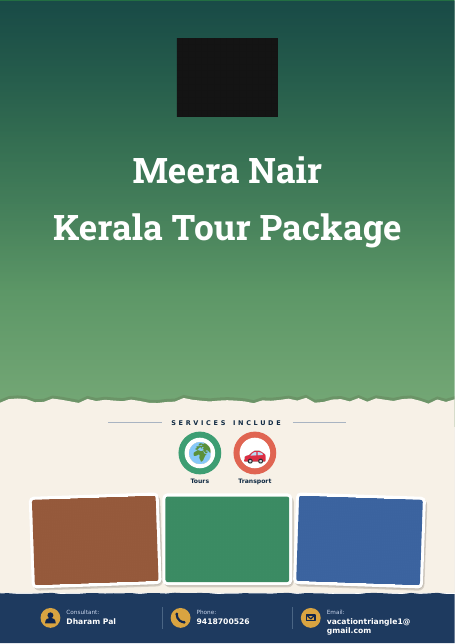 Meera Nair
Kerala Tour Package
SERVICES INCLUDE
Tours
Transport
Consultant:
Dharam Pal
Phone:
9418700526
Email:
vacationtriangle1@
gmail.com